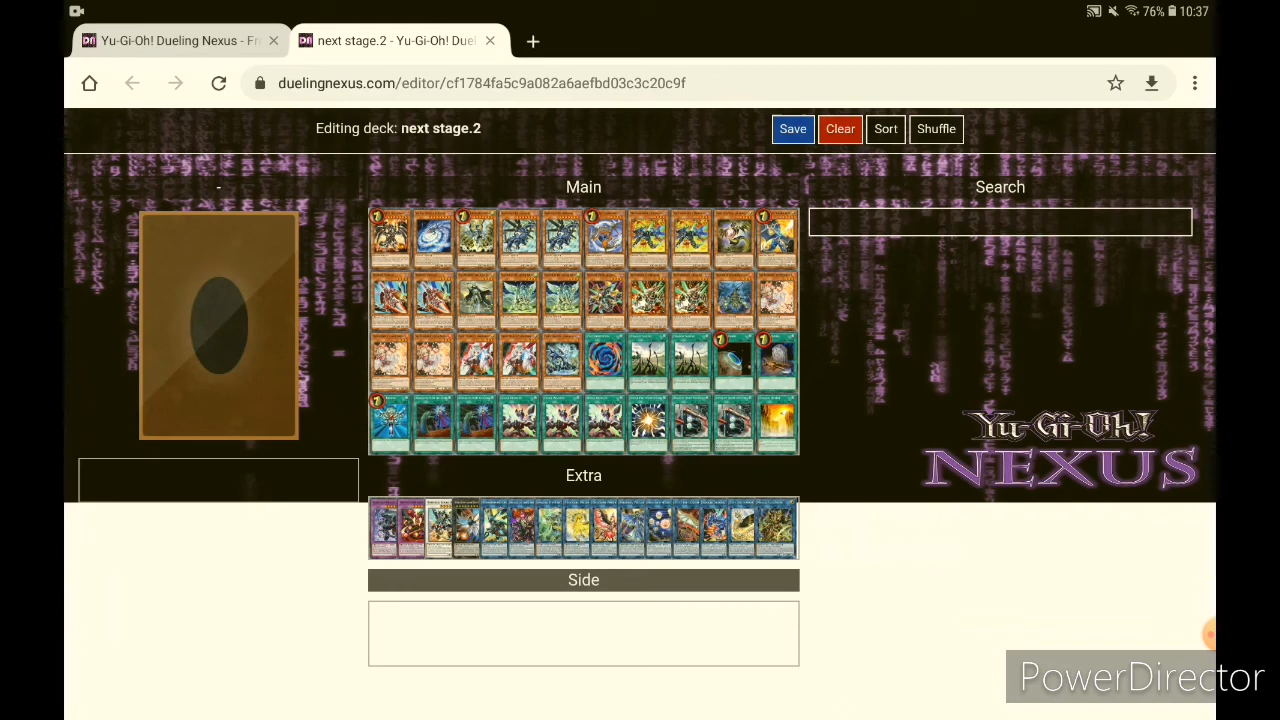 76% 10:37
Yu-Gi-Oh! Dueling Nexus - Fr
next stage.2 - Yu-Gi-Oh! Duel
duelingnexus.com/editor/cf1784fa5c9a082a6aefbd03c3c20c9f
Editing deck: next stage.2
Save Clear Sort Shuffle
-
Main
Search
Yu-Gi-Oh!
NEXUS
Extra
Side
PowerDirector